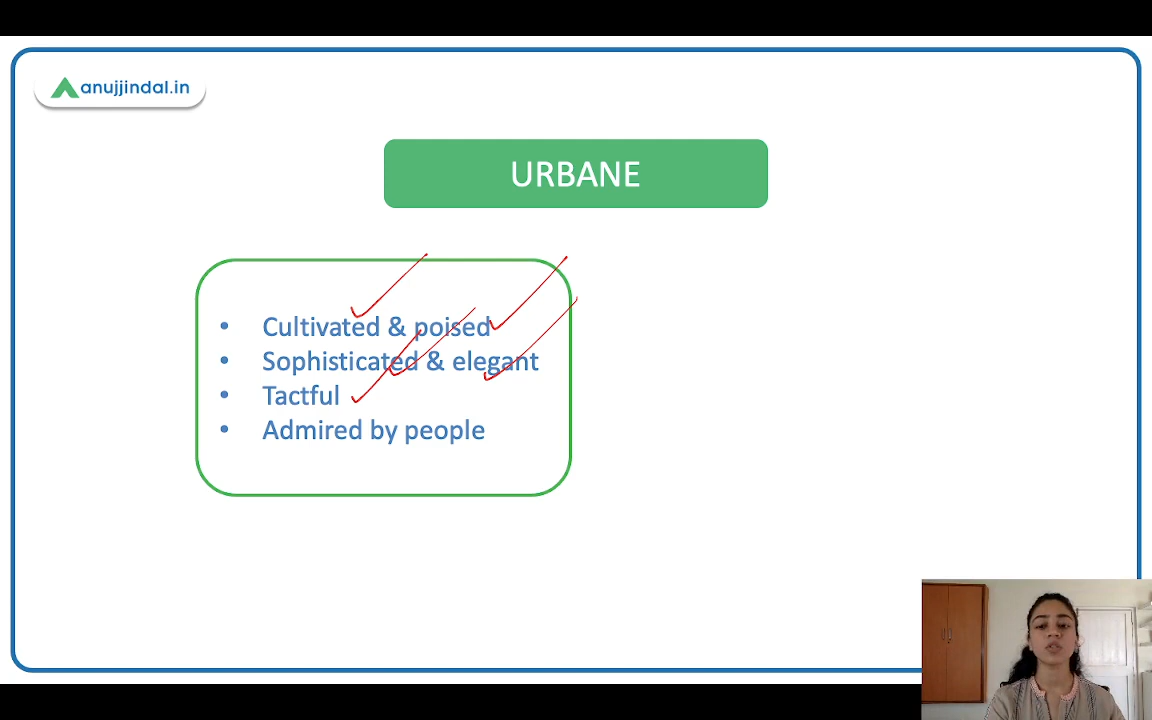 anujjindal.in
URBANE
• Cultivated & poised
• Sophisticated & elegant
• Tactful
• Admired by people